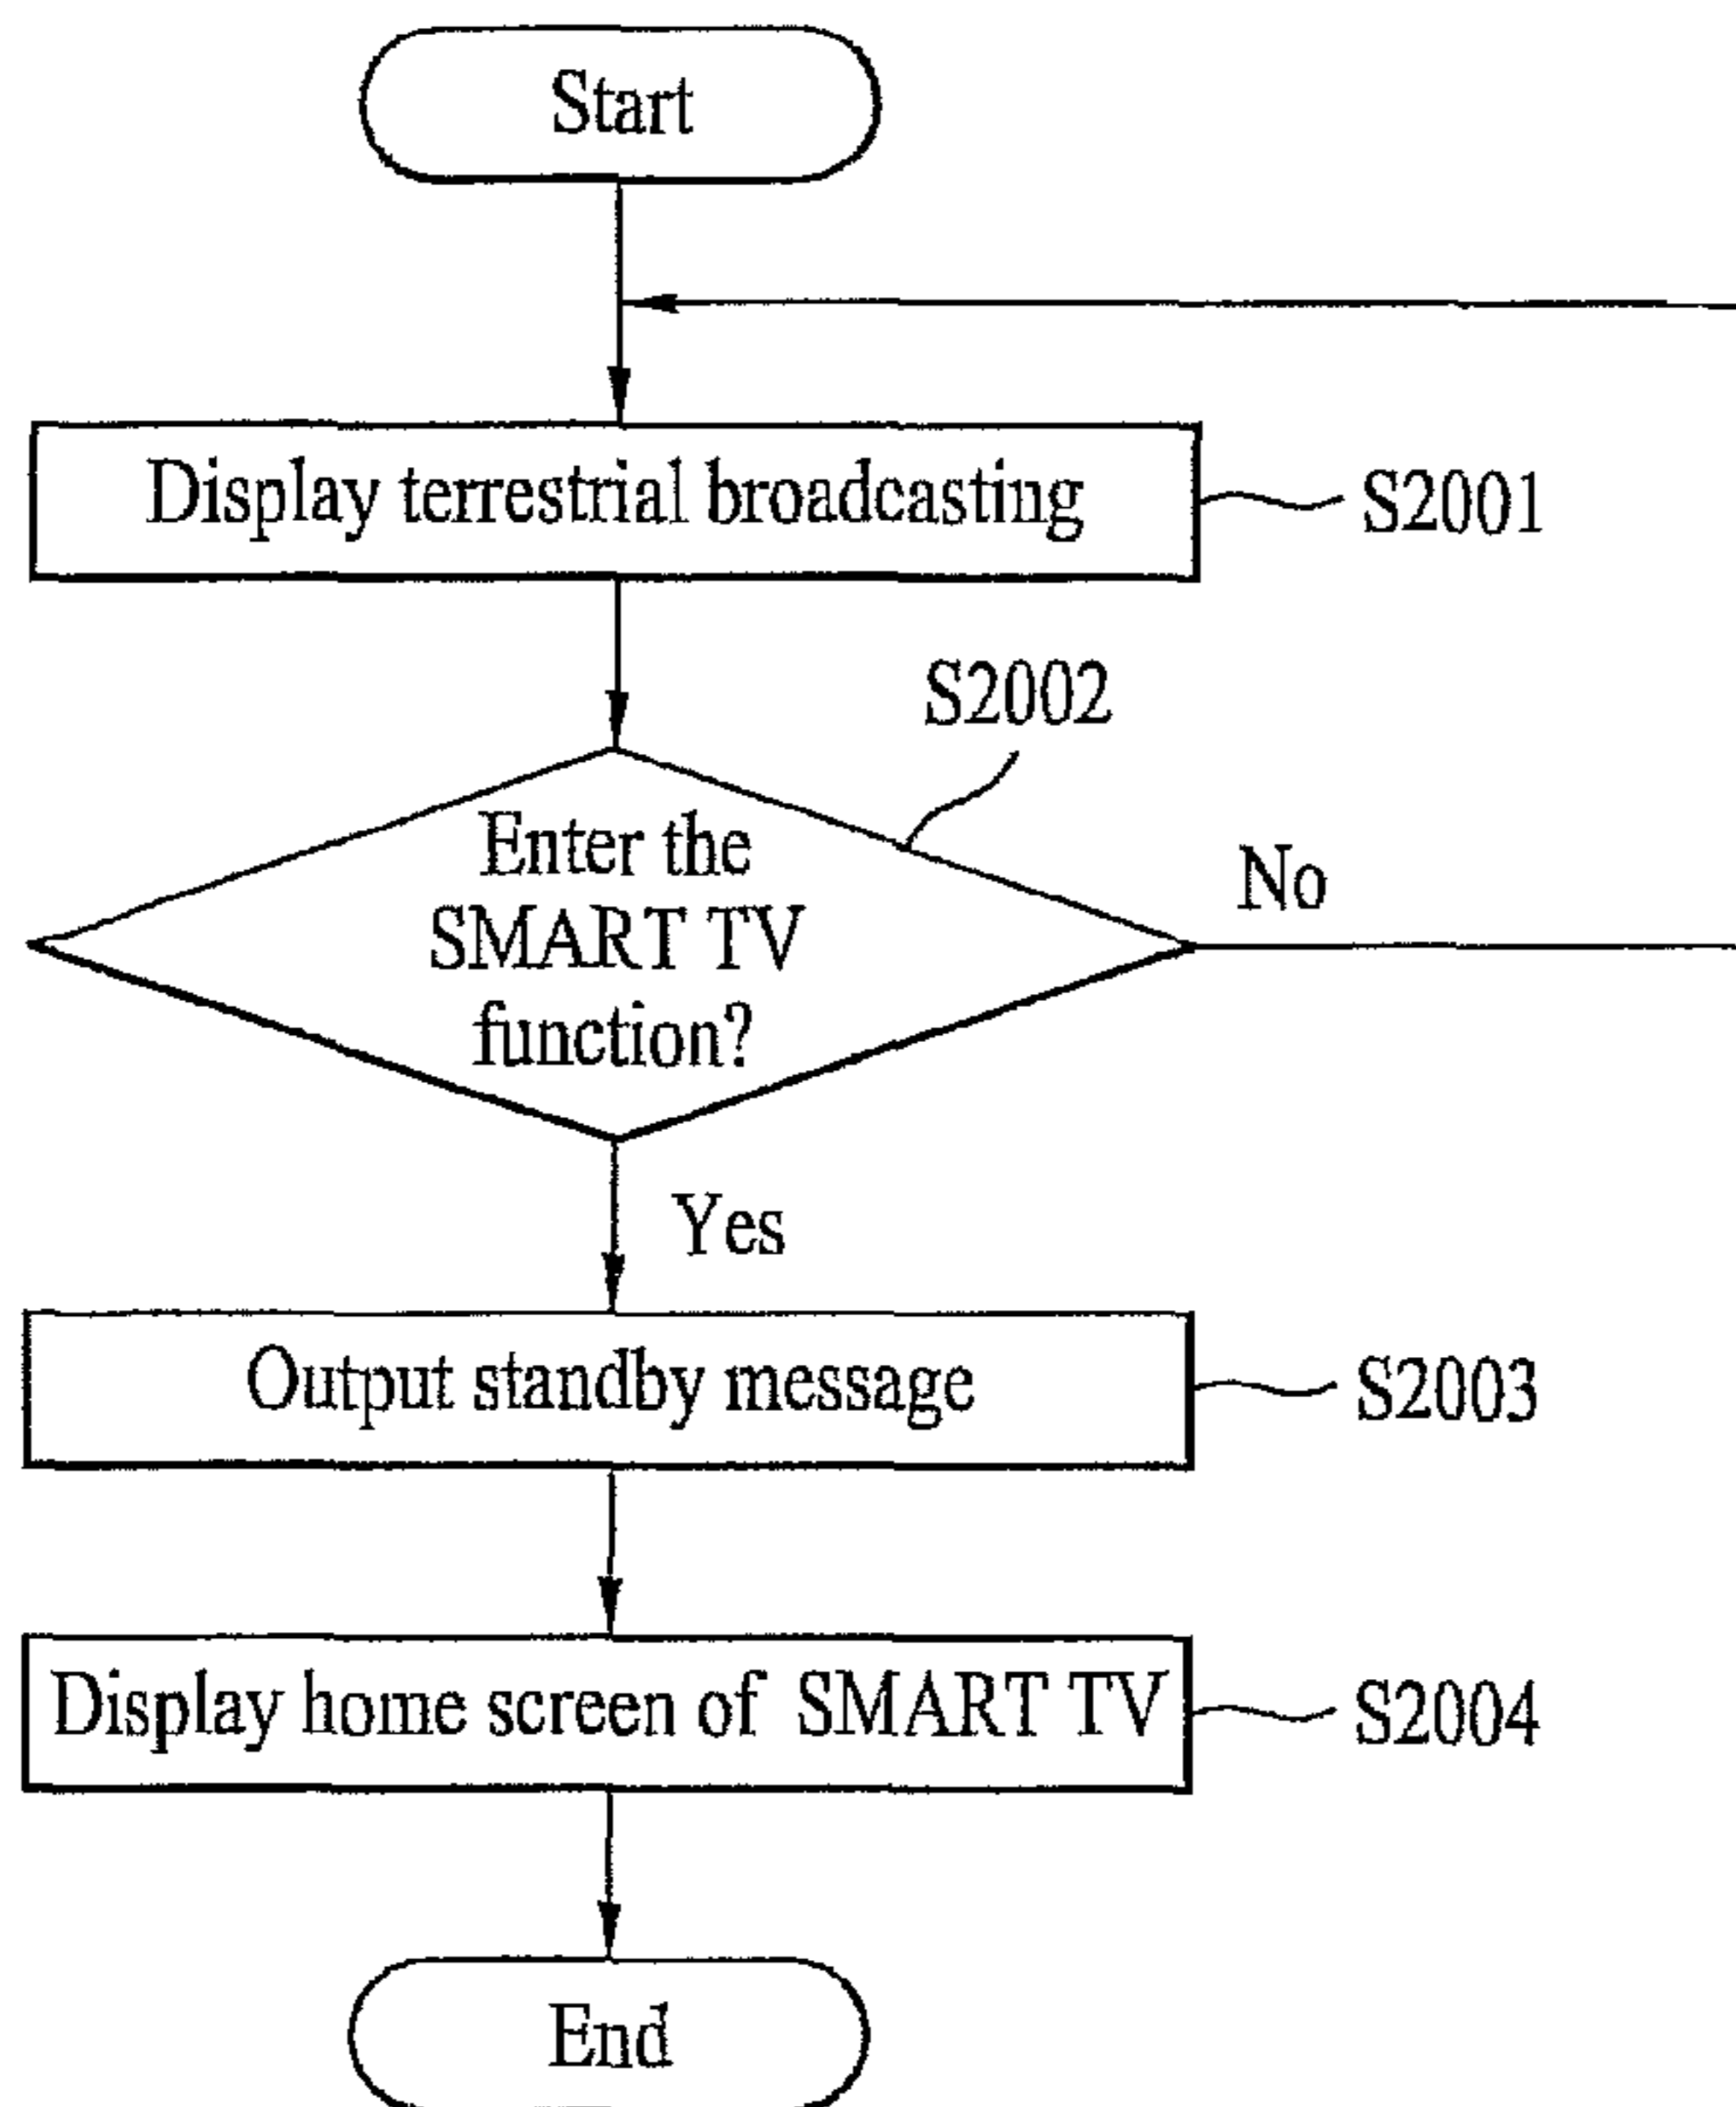 Start
Display terrestrial broadcasting
S2001
S2002
Enter the
SMART TV
function?
No
Yes
Output standby message
S2003
Display home screen of SMART TV
S2004
End